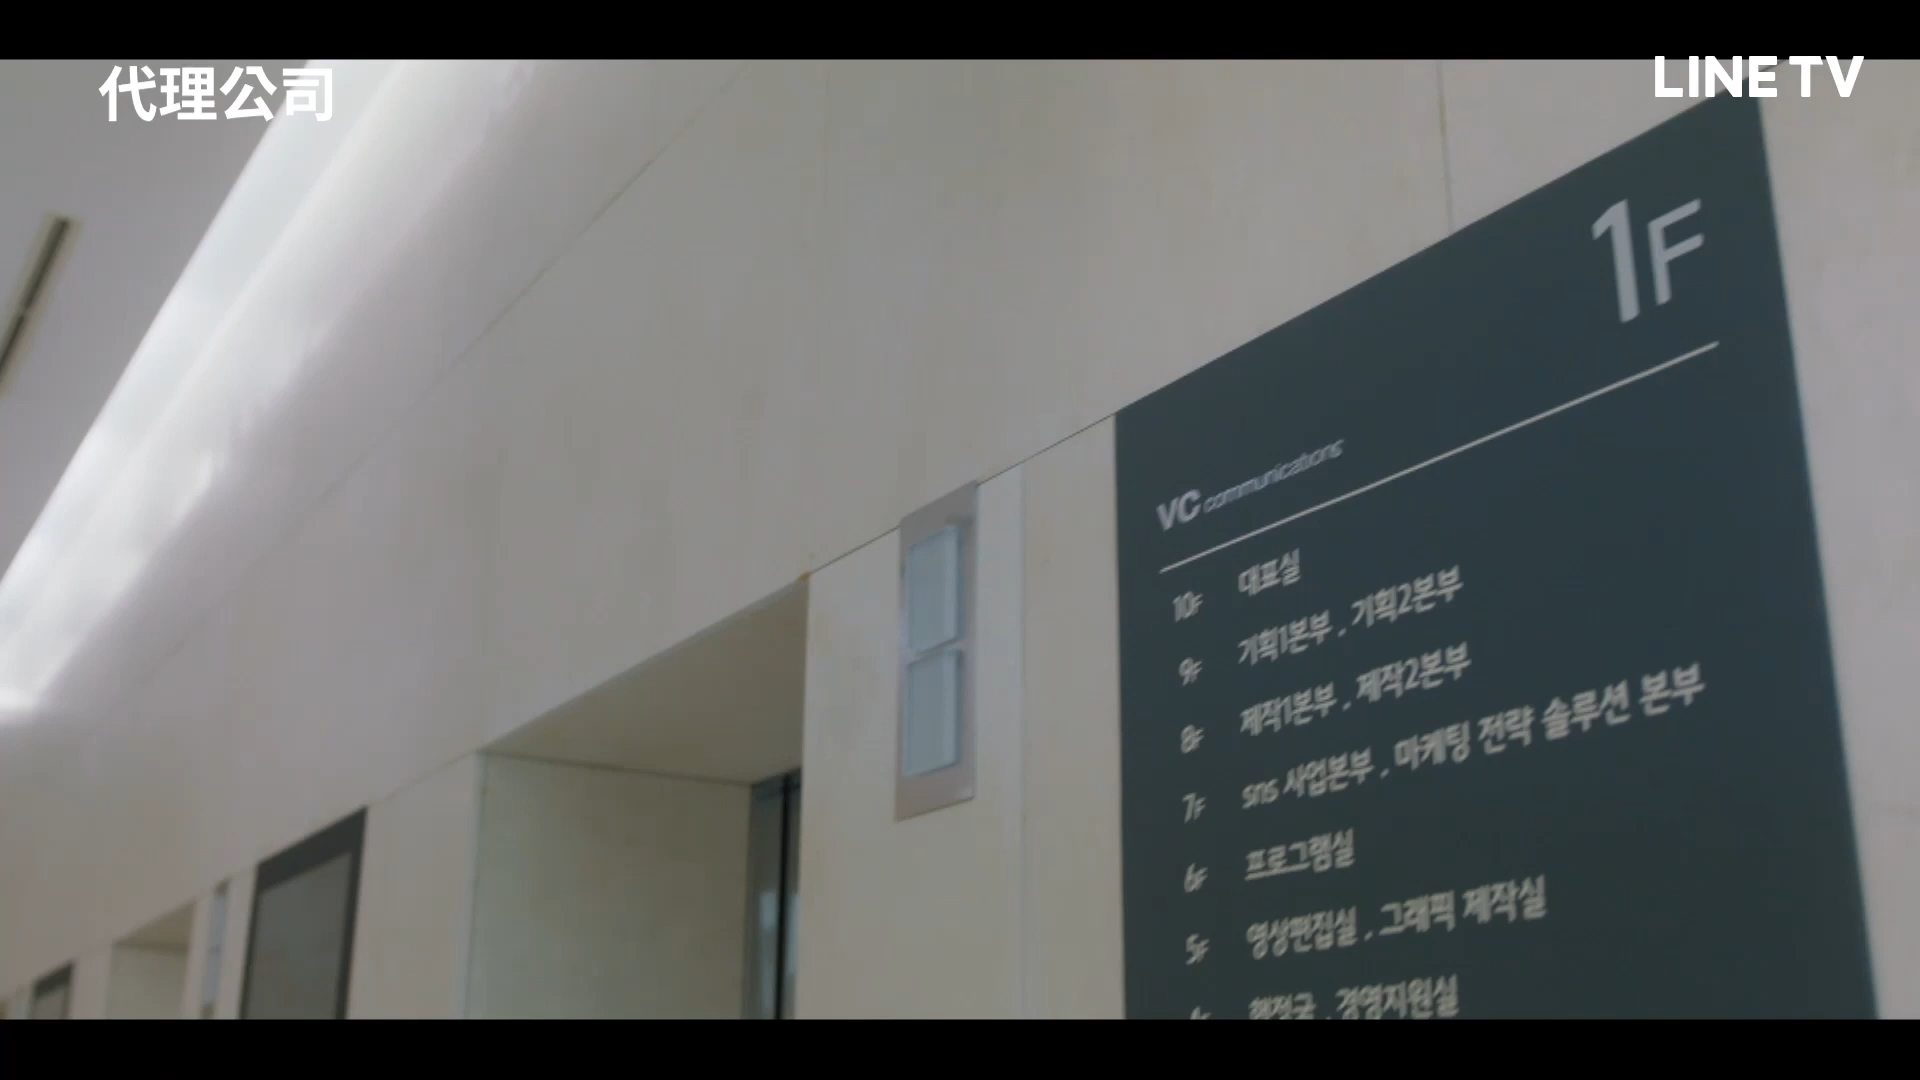 代理公司
LINE TV
1F
VC communications
10F 대표실
9F 기획1본부 . 기획2본부
8F 제작1본부 . 제작2본부
7F sns 사업본부 . 마케팅 전략 솔루션 본부
6F 프로그램실
5F 영상편집실 . 그래픽 제작실
행정국 . 경영지원실